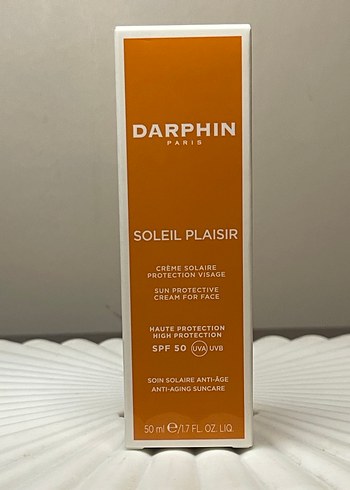 DARPHIN
PARIS
SOLEIL PLAISIR
CRÈME SOLAIRE
PROTECTION VISAGE
SUN PROTECTIVE
CREAM FOR FACE
HAUTE PROTECTION
HIGH PROTECTION
SPF 50 UVA UVB
SOIN SOLAIRE ANTI-ÂGE
ANTI-AGING SUNCARE
50 ml ℮/1.7 FL. OZ. LIQ.